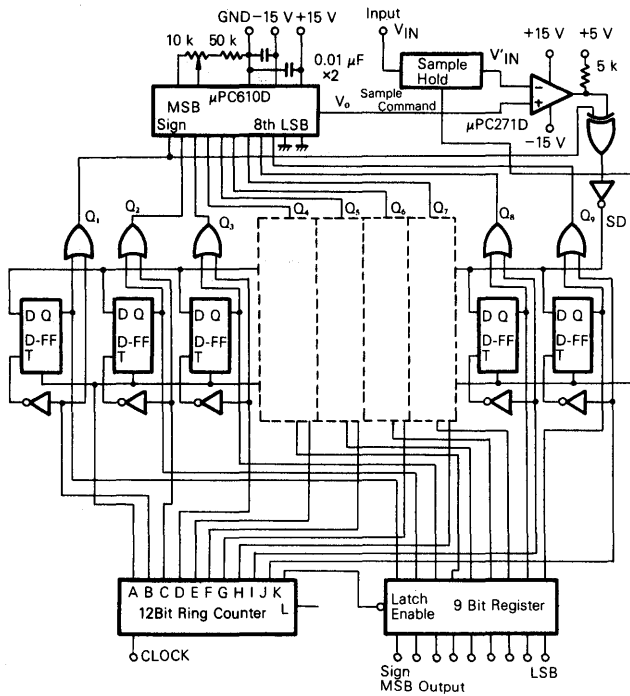 GND -15 V +15 V
Input
10 k 50 k
V_IN
+15 V +5 V
0.01 µF
×2
Sample
Hold
V'_IN
5 k
µPC610D
MSB
Sign 8th LSB
V_o
Sample
Command
−
+
µPC271D
-15 V
Q_1 Q_2 Q_3 Q_4 Q_5 Q_6 Q_7 Q_8 Q_9
SD
D Q D Q D Q D Q D Q
D-FF D-FF D-FF D-FF D-FF
T T T T T
A B C D E F G H I J K
L
12Bit Ring Counter
Latch
Enable
9 Bit Register
CLOCK
Sign LSB
MSB Output